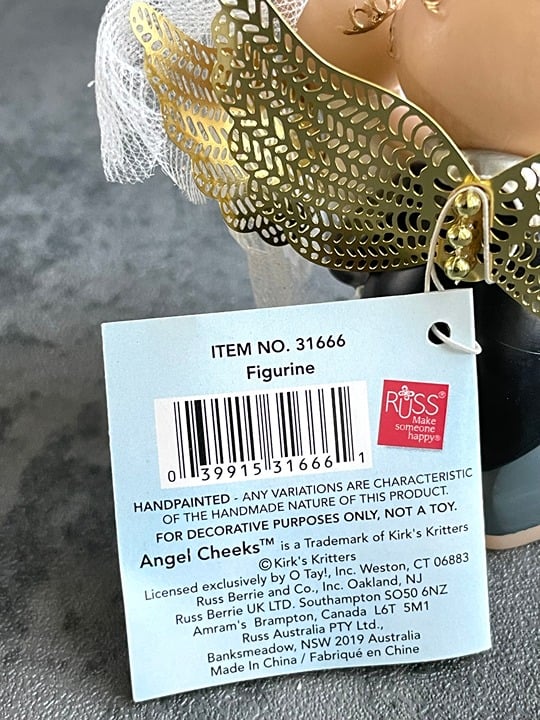 ITEM NO. 31666
Figurine
RUSS®
Make
someone
happy®
0 39915 31666 1
HANDPAINTED - ANY VARIATIONS ARE CHARACTERISTIC
OF THE HANDMADE NATURE OF THIS PRODUCT.
FOR DECORATIVE PURPOSES ONLY, NOT A TOY.
Angel Cheeks™ is a Trademark of Kirk's Kritters
©Kirk's Kritters
Licensed exclusively by O Tay!, Inc. Weston, CT 06883
Russ Berrie and Co., Inc. Oakland, NJ
Russ Berrie UK LTD. Southampton SO50 6NZ
Amram's Brampton, Canada L6T 5M1
Russ Australia PTY Ltd.,
Banksmeadow, NSW 2019 Australia
Made In China / Fabriqué en Chine